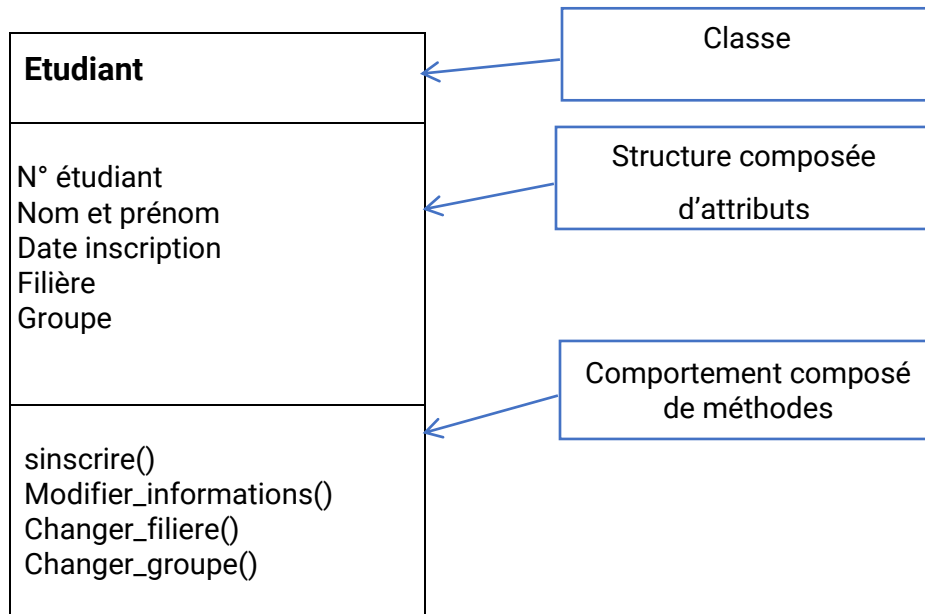 Etudiant
N° étudiant
Nom et prénom
Date inscription
Filière
Groupe
sinscrire()
Modifier_informations()
Changer_filiere()
Changer_groupe()
Classe
Structure composée
d’attributs
Comportement composé
de méthodes